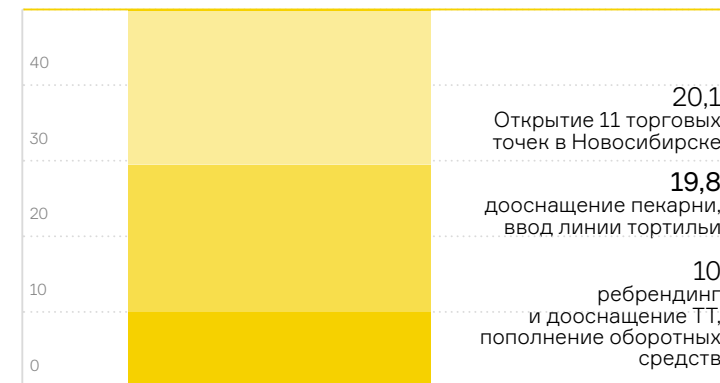 40
30
20
10
0
20,1
Открытие 11 торговых
точек в Новосибирске
19,8
дооснащение пекарни,
ввод линии тортильи
10
ребрендинг
и дооснащение ТТ,
пополнение оборотных
средств